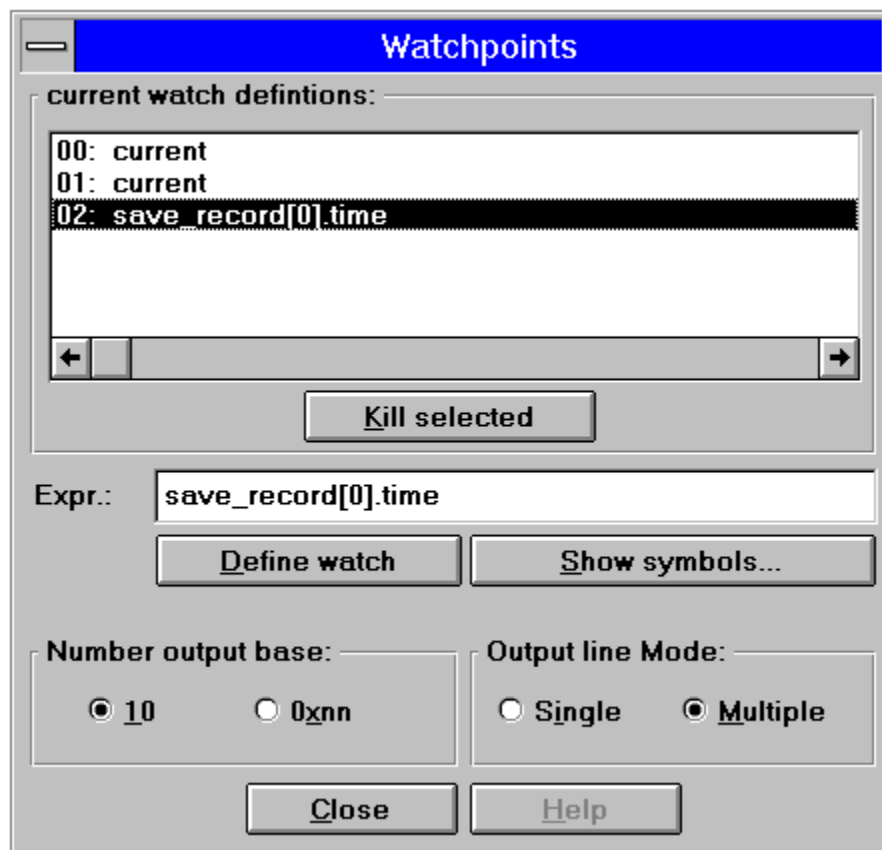 Watchpoints
current watch defintions:
00: current
01: current
02: save_record[0].time
Kill selected
Expr.: save_record[0].time
Define watch Show symbols...
Number output base: Output line Mode:
10 0xnn Single Multiple
Close Help